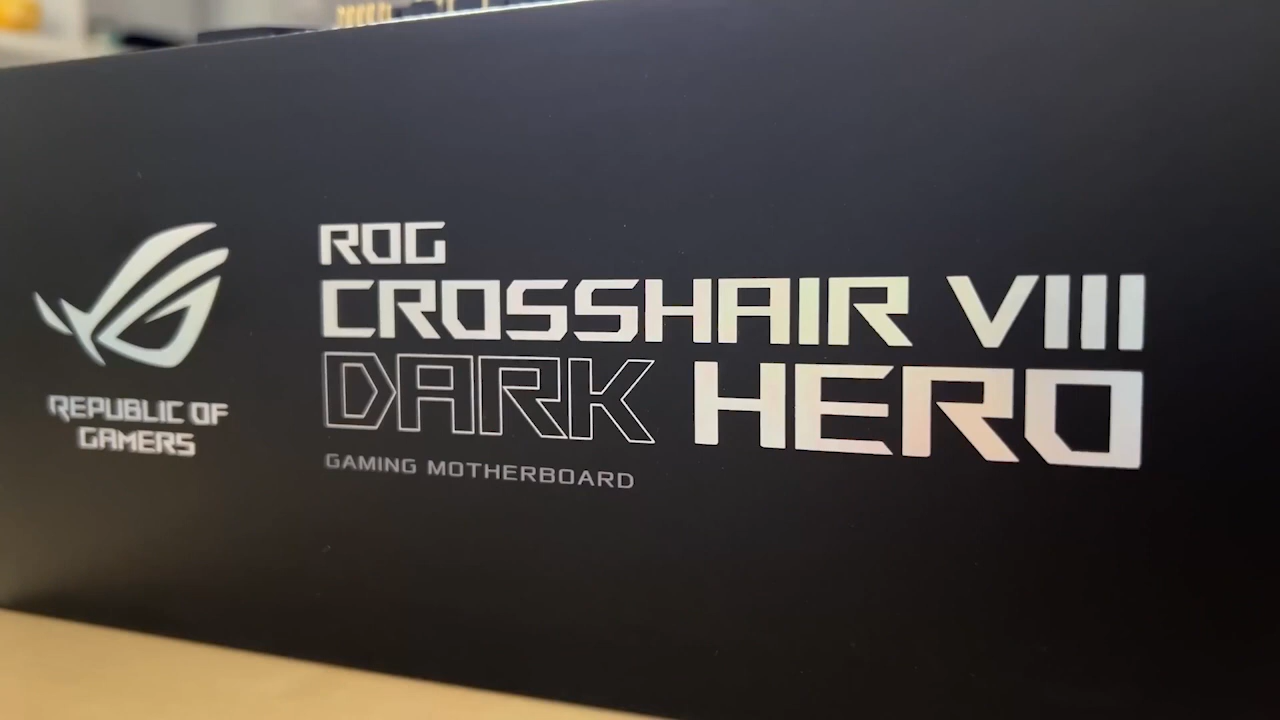 REPUBLIC OF
GAMERS
ROG
CROSSHAIR VIII
DARK HERO
GAMING MOTHERBOARD